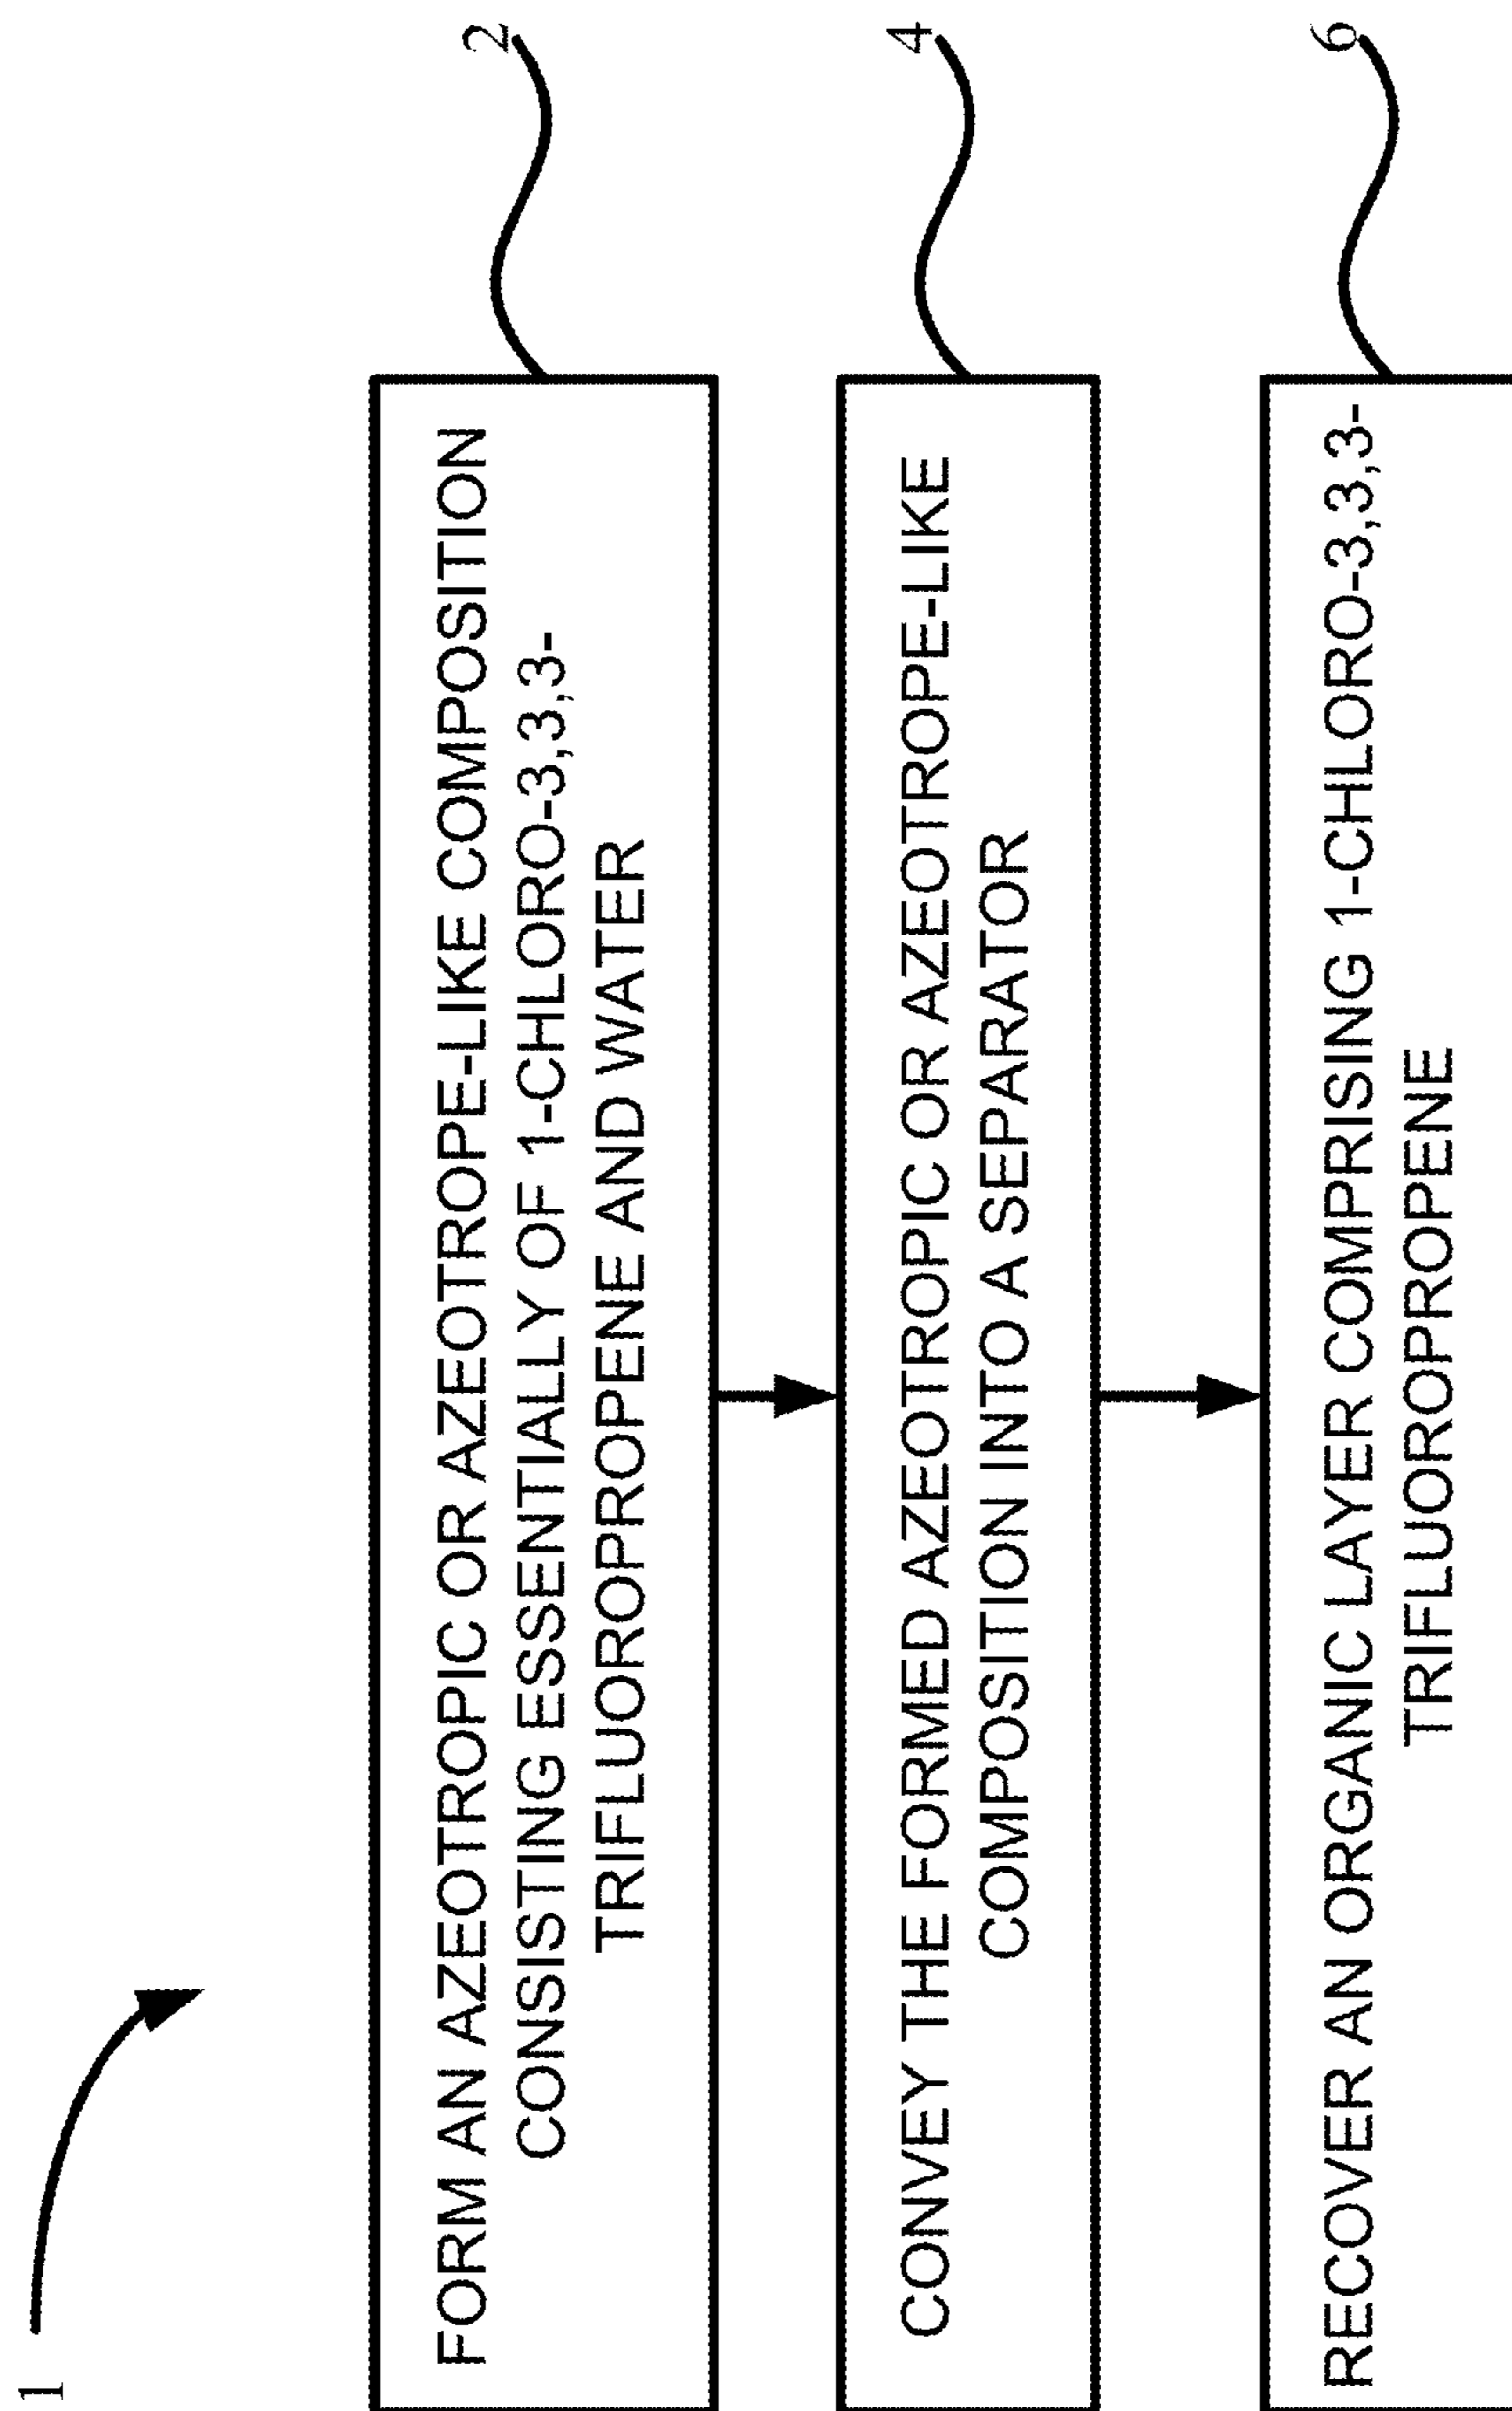 1
FORM AN AZEOTROPIC OR AZEOTROPE-LIKE COMPOSITION
CONSISTING ESSENTIALLY OF 1-CHLORO-3,3,3-
TRIFLUOROPROPENE AND WATER
2
CONVEY THE FORMED AZEOTROPIC OR AZEOTROPE-LIKE
COMPOSITION INTO A SEPARATOR
4
RECOVER AN ORGANIC LAYER COMPRISING 1-CHLORO-3,3,3-
TRIFLUOROPROPENE
6